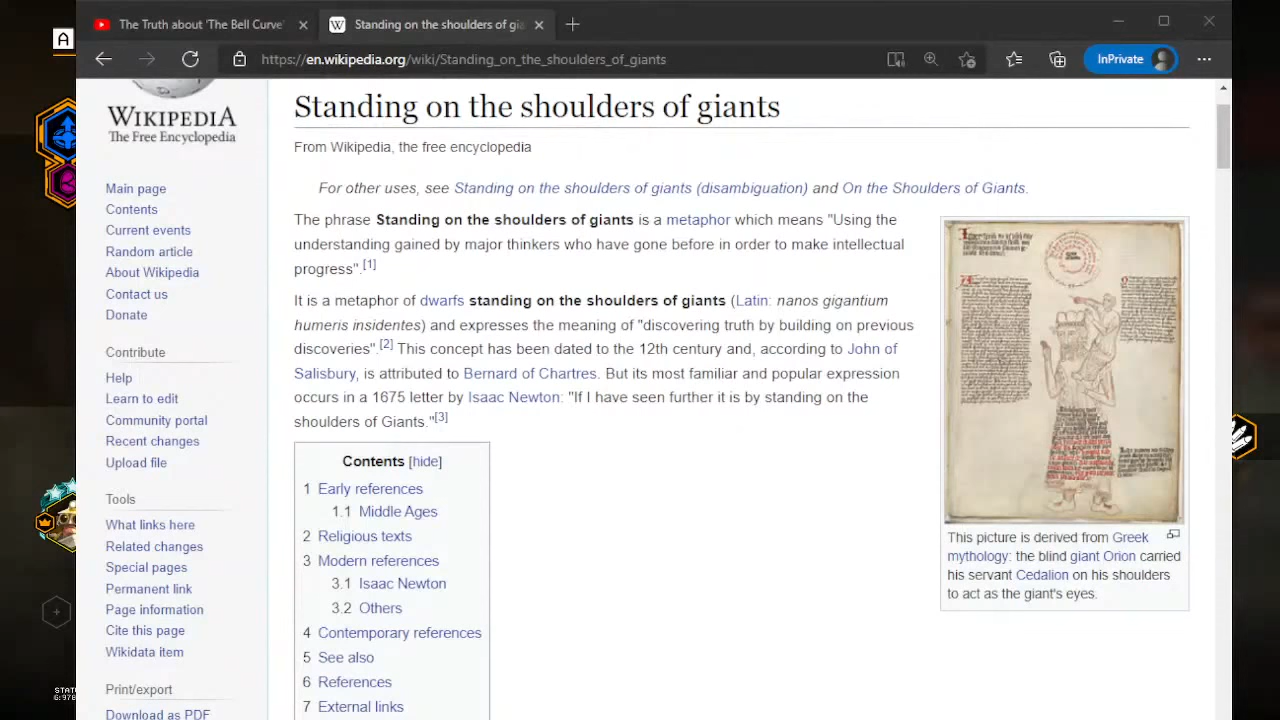 The Truth about 'The Bell Curve'
Standing on the shoulders of gia
A
https://en.wikipedia.org/wiki/Standing_on_the_shoulders_of_giants
InPrivate
WIKIPEDIA
The Free Encyclopedia
Main page
Contents
Current events
Random article
About Wikipedia
Contact us
Donate
Contribute
Help
Learn to edit
Community portal
Recent changes
Upload file
Tools
What links here
Related changes
Special pages
Permanent link
Page information
Cite this page
Wikidata item
Print/export
Download as PDF
Standing on the shoulders of giants
From Wikipedia, the free encyclopedia
For other uses, see Standing on the shoulders of giants (disambiguation) and On the Shoulders of Giants.
The phrase Standing on the shoulders of giants is a metaphor which means "Using the
understanding gained by major thinkers who have gone before in order to make intellectual
progress".[1]
It is a metaphor of dwarfs standing on the shoulders of giants (Latin: nanos gigantium
humeris insidentes) and expresses the meaning of "discovering truth by building on previous
discoveries".[2] This concept has been dated to the 12th century and, according to John of
Salisbury, is attributed to Bernard of Chartres. But its most familiar and popular expression
occurs in a 1675 letter by Isaac Newton: "If I have seen further it is by standing on the
shoulders of Giants."[3]
Contents [hide]
1 Early references
1.1 Middle Ages
2 Religious texts
3 Modern references
3.1 Isaac Newton
3.2 Others
4 Contemporary references
5 See also
6 References
7 External links
This picture is derived from Greek
mythology: the blind giant Orion carried
his servant Cedalion on his shoulders
to act as the giant's eyes.